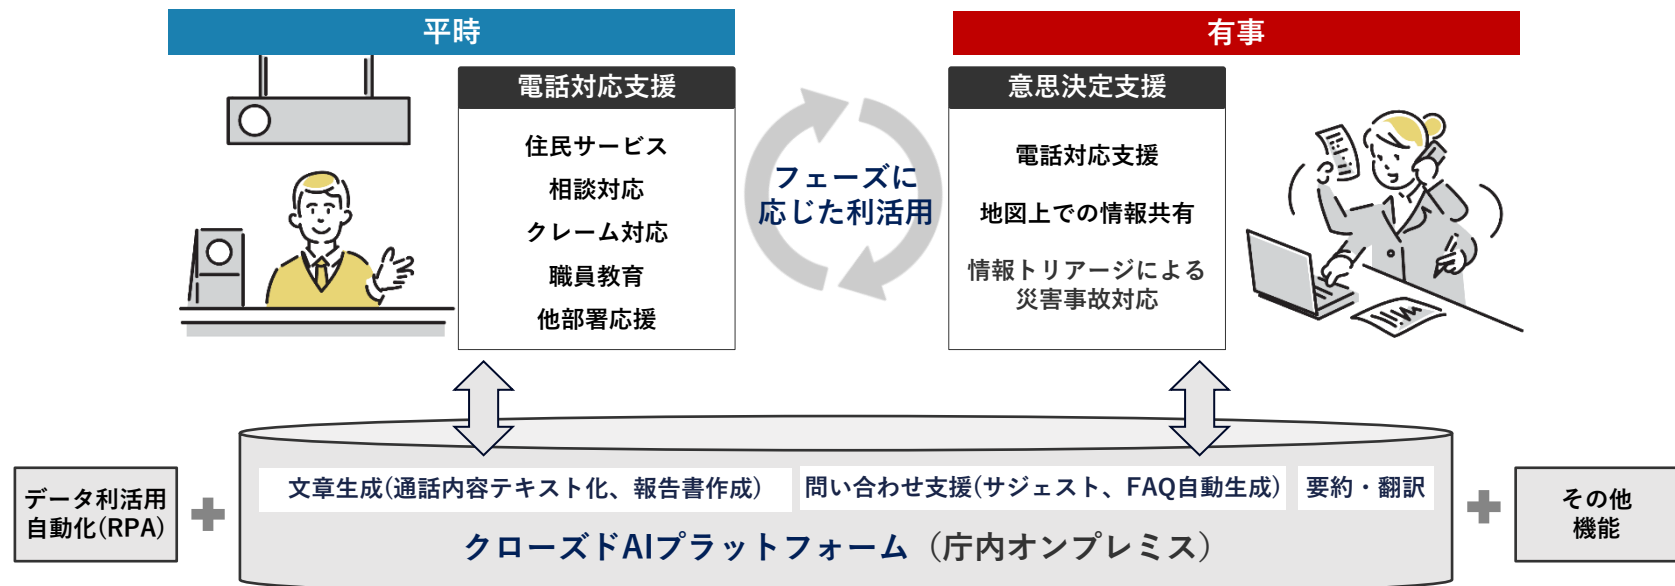 平時
有事
電話対応支援
住民サービス
相談対応
クレーム対応
職員教育
他部署応援
フェーズに
応じた利活用
意思決定支援
電話対応支援
地図上での情報共有
情報トリアージによる
災害事故対応
データ利活用
自動化(RPA)
文章生成(通話内容テキスト化、報告書作成)
問い合わせ支援(サジェスト、FAQ自動生成)
要約・翻訳
クローズドAIプラットフォーム（庁内オンプレミス）
その他
機能